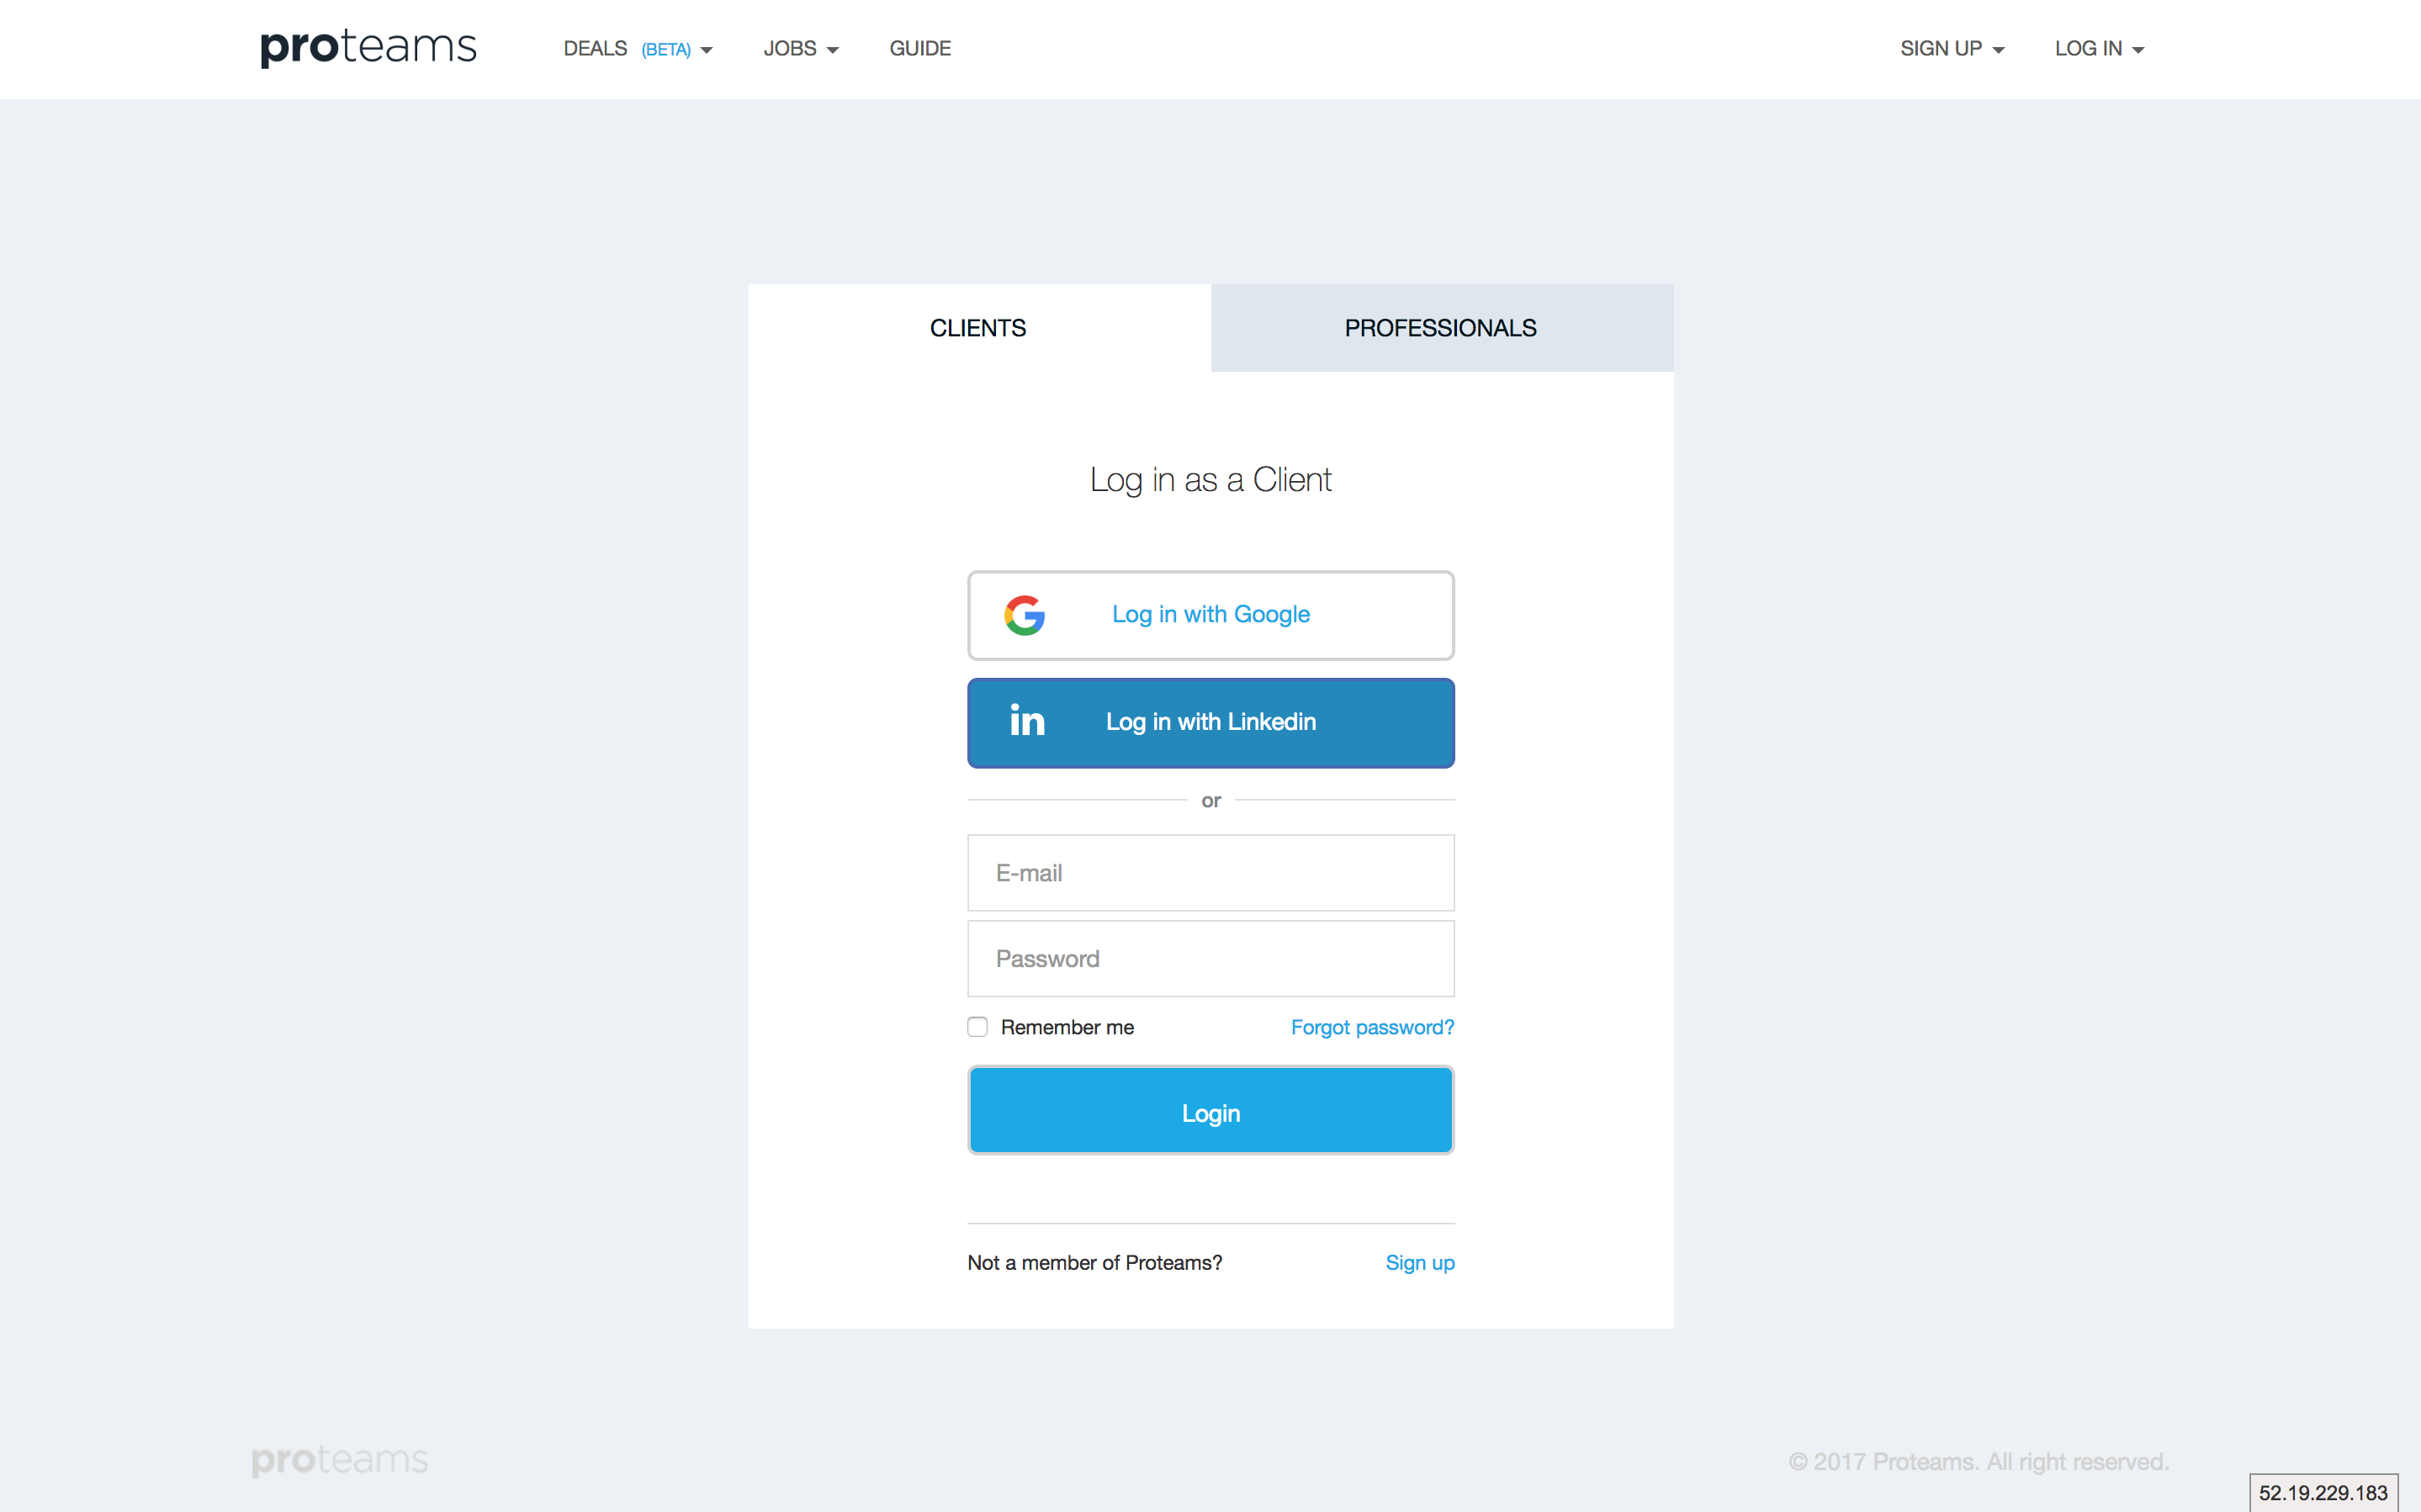 proteams DEALS (BETA) JOBS GUIDE SIGN UP LOG IN
CLIENTS PROFESSIONALS
Log in as a Client
Log in with Google
in Log in with Linkedin
or
E-mail
Password
Remember me Forgot password?
Login
Not a member of Proteams? Sign up
proteams © 2017 Proteams. All right reserved.
52.19.229.183